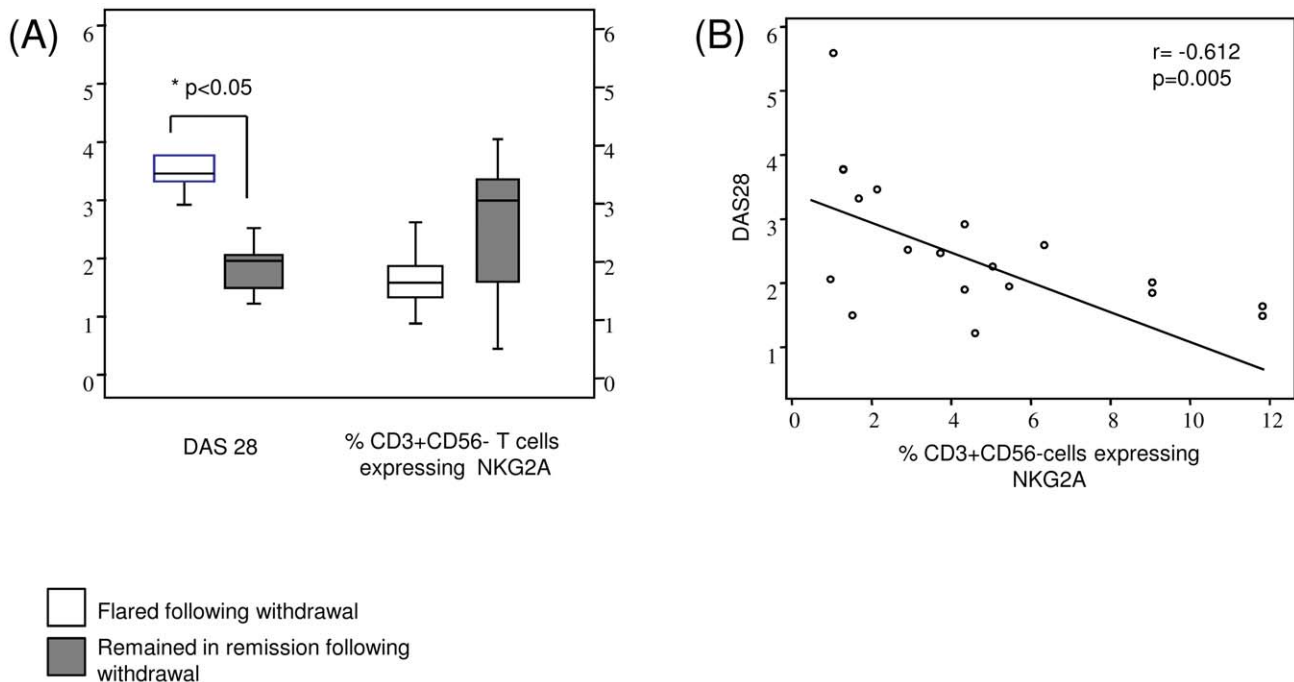 (A)
6
5
4
3
2
1
0
* p<0.05
6
5
4
3
2
1
0
DAS 28
% CD3+CD56- T cells
expressing NKG2A
(B)
r= -0.612
p=0.005
DAS28
6
5
4
3
2
1
0 2 4 6 8 10 12
% CD3+CD56-cells expressing
NKG2A
Flared following withdrawal
Remained in remission following
withdrawal